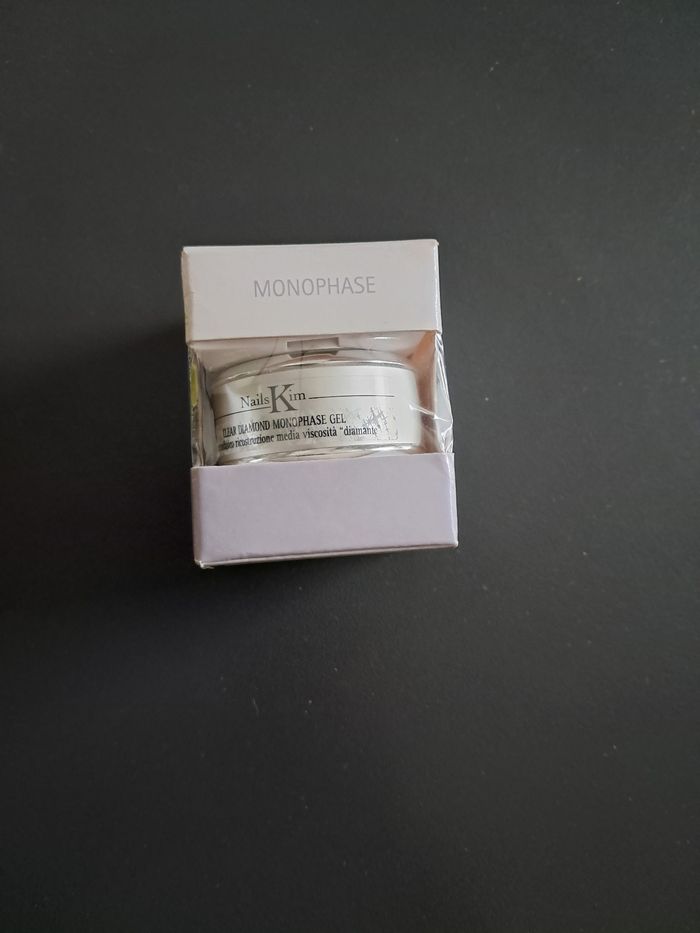 MONOPHASE
Nails Kim
CLEAR DIAMOND MONOPHASE GEL
ricostruzione media viscosità "diamante"